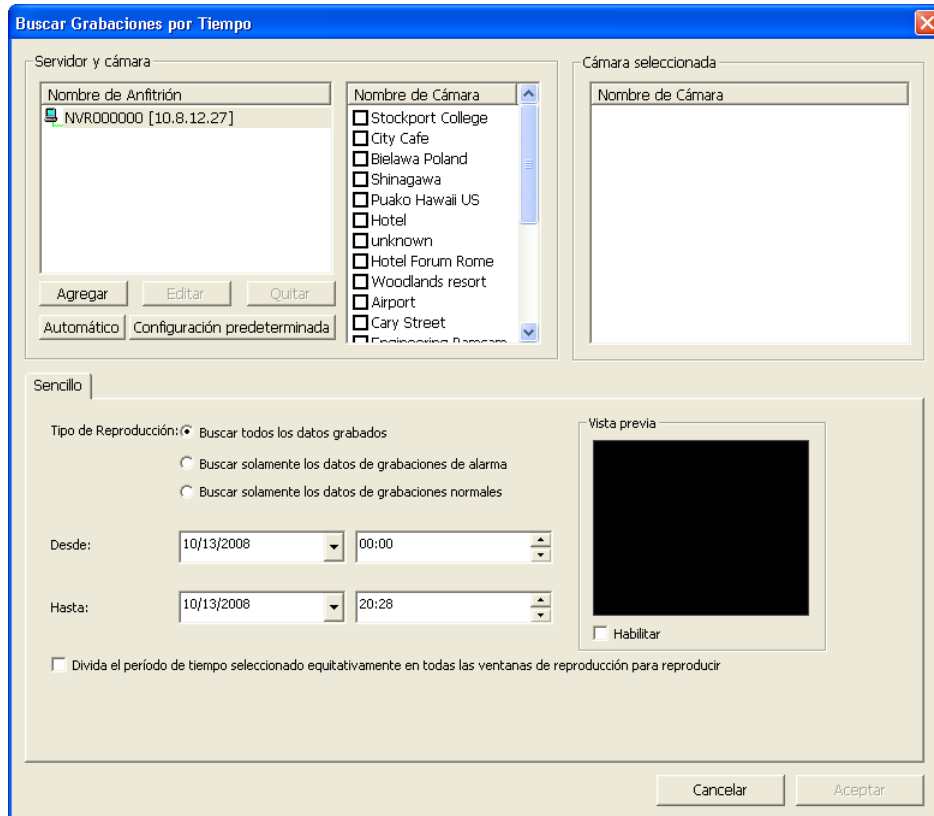 Buscar Grabaciones por Tiempo
Servidor y cámara
Nombre de Anfitrión
NVR000000 [10.8.12.27]
Agregar
Editar
Quitar
Automático
Configuración predeterminada
Nombre de Cámara
Stockport College
City Cafe
Bielawa Poland
Shinagawa
Puako Hawaii US
Hotel
unknown
Hotel Forum Rome
Woodlands resort
Airport
Cary Street
Cámara seleccionada
Nombre de Cámara
Sencillo
Tipo de Reproducción:
Buscar todos los datos grabados
Buscar solamente los datos de grabaciones de alarma
Buscar solamente los datos de grabaciones normales
Desde:
10/13/2008
00:00
Hasta:
10/13/2008
20:28
Vista previa
Habilitar
Divida el período de tiempo seleccionado equitativamente en todas las ventanas de reproducción para reproducir
Cancelar
Aceptar